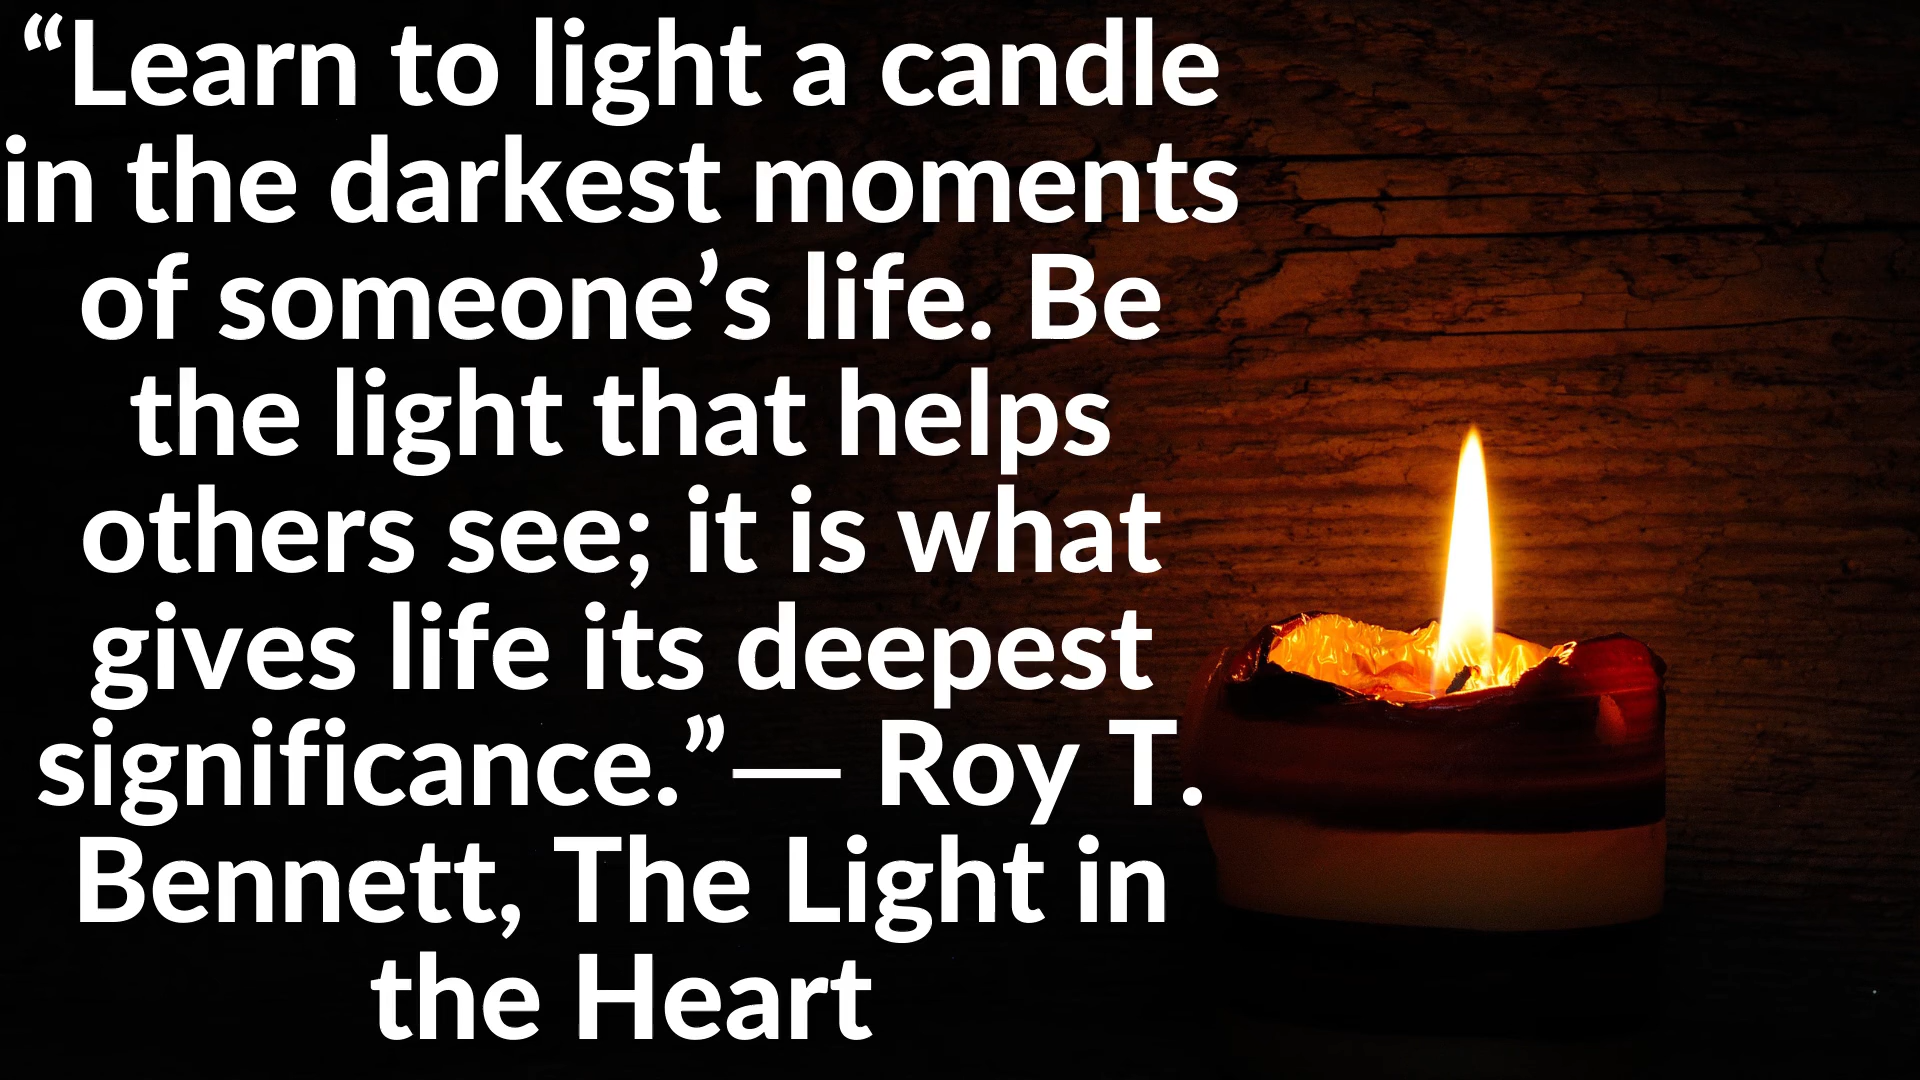 “Learn to light a candle
in the darkest moments
of someone’s life. Be
the light that helps
others see; it is what
gives life its deepest
significance.”― Roy T.
Bennett, The Light in
the Heart